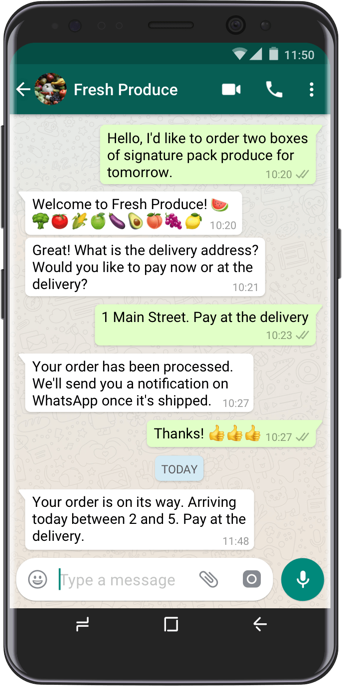 11:50
Fresh Produce
Hello, I'd like to order two boxes
of signature pack produce for
tomorrow.
10:20
Welcome to Fresh Produce! 🍉
🥦🍅🌽🍏🍆🥑🍑🍇🍋
10:20
Great! What is the delivery address?
Would you like to pay now or at the
delivery?
10:21
1 Main Street. Pay at the delivery
10:23
Your order has been processed.
We'll send you a notification on
WhatsApp once it's shipped.
10:27
Thanks! 👍👍👍
10:27
TODAY
Your order is on its way. Arriving
today between 2 and 5. Pay at the
delivery.
11:48
Type a message